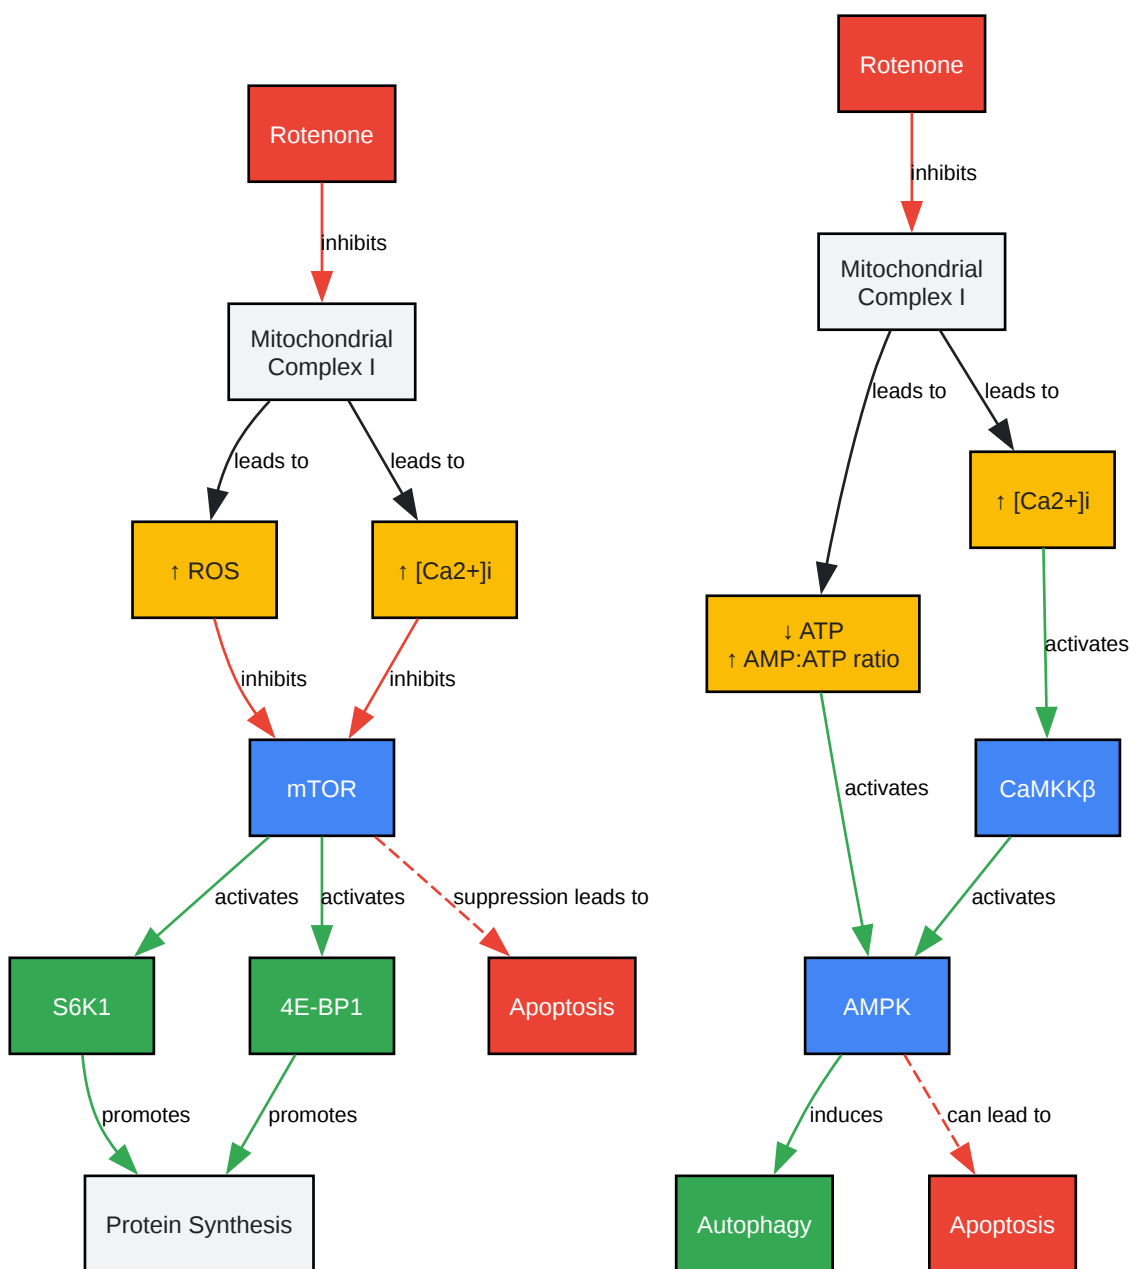 Rotenone
inhibits
Mitochondrial
Complex I
leads to
leads to
↑ ROS
↑ [Ca2+]i
inhibits
inhibits
mTOR
activates
activates
suppression leads to
S6K1
4E-BP1
Apoptosis
promotes
promotes
Protein Synthesis
Rotenone
inhibits
Mitochondrial
Complex I
leads to
leads to
↑ [Ca2+]i
↓ ATP
↑ AMP:ATP ratio
activates
activates
CaMKKβ
activates
AMPK
induces
can lead to
Autophagy
Apoptosis